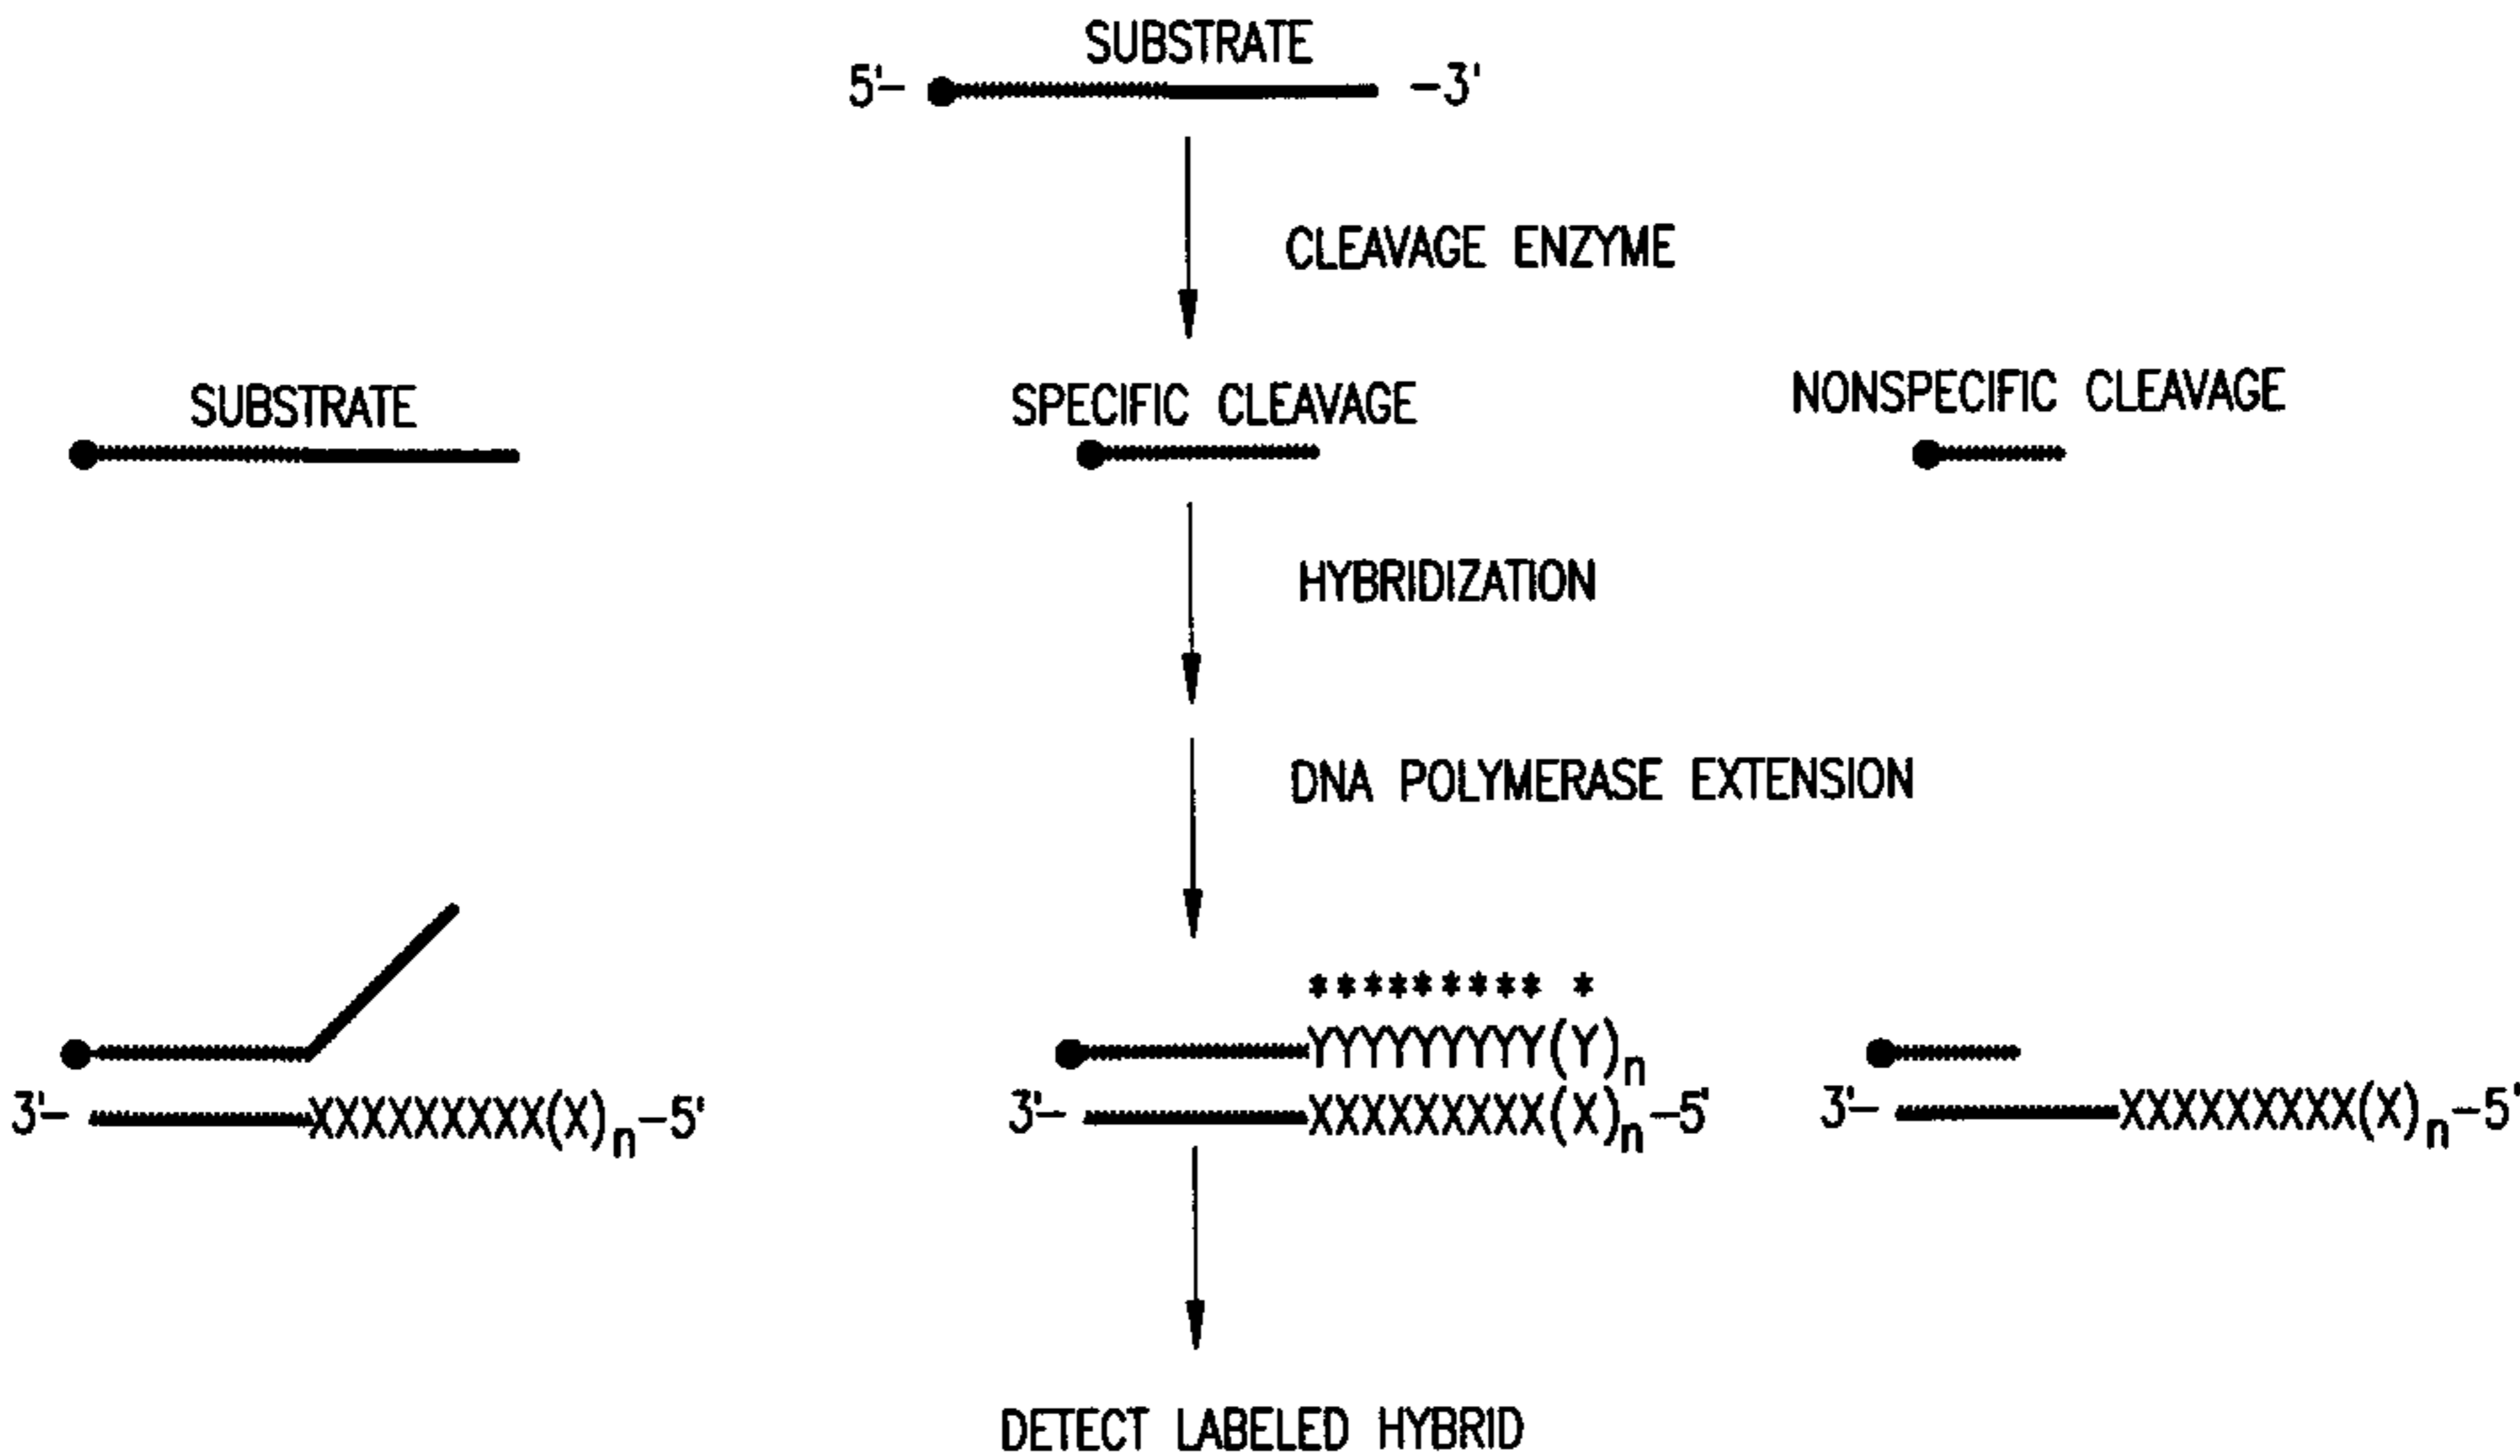 SUBSTRATE
5'- -3'
CLEAVAGE ENZYME
SUBSTRATE
SPECIFIC CLEAVAGE
NONSPECIFIC CLEAVAGE
HYBRIDIZATION
DNA POLYMERASE EXTENSION
********* *
YYYYYYYYY(Y)n
3'- XXXXXXXXX(X)n-5'
3'- XXXXXXXXX(X)n-5'
3'- XXXXXXXXX(X)n-5'
DETECT LABELED HYBRID